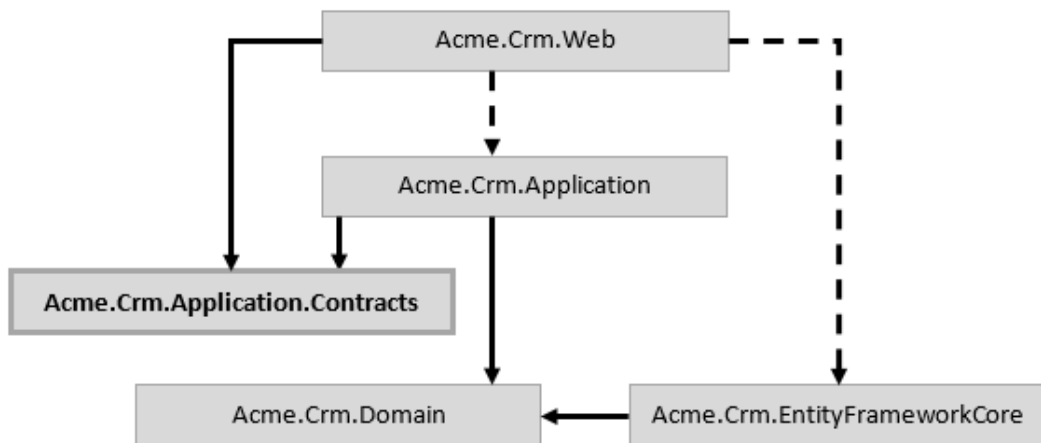 Acme.Crm.Web
Acme.Crm.Application
Acme.Crm.Application.Contracts
Acme.Crm.Domain
Acme.Crm.EntityFrameworkCore